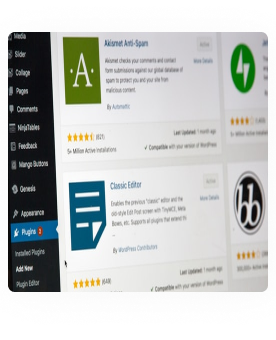 Media
Slider
Collage
Pages
Comments
NinjaTables
Feedback
Mango Buttons
Genesis
Appearance
Plugins
Installed Plugins
Add New
Plugin Editor
Akismet Anti-Spam
Active
More Details
Akismet checks your comments and contact
form submissions against our global database of
spam to protect you and your site from
malicious content.
By Automattic
Last Updated: 1 month ago
5+ Million Active Installations
Compatible with your version of WordPress
Classic Editor
Active
More Details
Enables the previous "classic" editor and the
old-style Edit Post screen with TinyMCE, Meta
Boxes, etc. Supports all plugins that extend thi
...
By WordPress Contributors
Last Updated: 1 month ago
Compatible with your version of WordPress